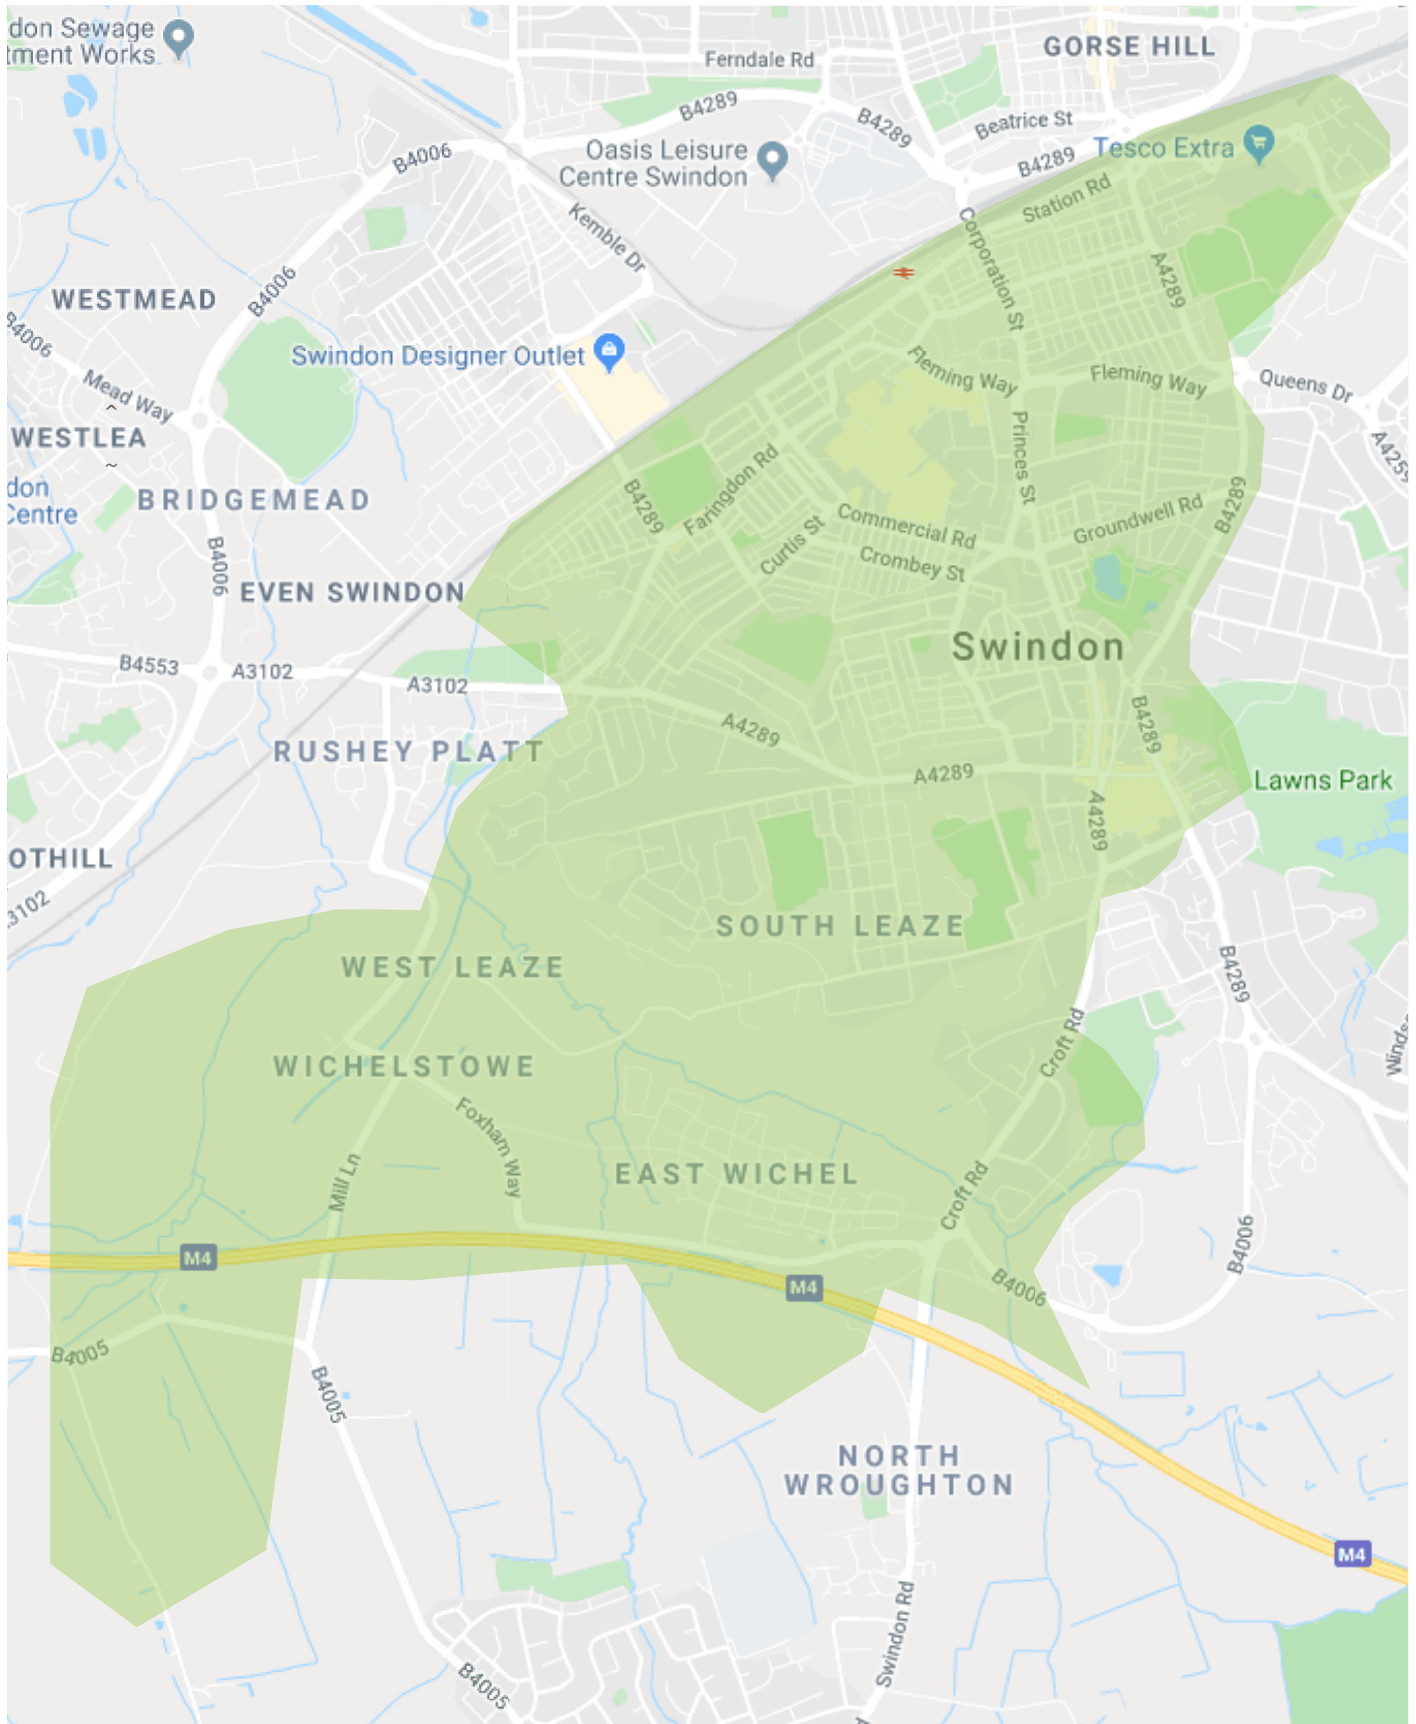 don Sewage
tment Works
Ferndale Rd
GORSE HILL
B4289
B4289
Beatrice St
B4006
Oasis Leisure
Centre Swindon
B4289
Tesco Extra
Station Rd
Kemble Dr
Corporation St
A4289
WESTMEAD
B4006
B4006
Swindon Designer Outlet
Fleming Way
Fleming Way
Queens Dr
Mead Way
^
WESTLEA
~
Princes St
A4259
don
Centre
BRIDGEMEAD
B4289
Faringdon Rd
Commercial Rd
Groundwell Rd
B4289
Curtis St
Crombey St
B4006
EVEN SWINDON
Swindon
B4553
A3102
A3102
A4289
B4289
RUSHEY PLATT
A4289
Lawns Park
A4289
OTHILL
3102
SOUTH LEAZE
WEST LEAZE
B4289
Croft Rd
Winds
WICHELSTOWE
Foxham Way
EAST WICHEL
Mill Ln
Croft Rd
B4006
M4
M4
B4006
B4005
B4005
NORTH
WROUGHTON
M4
Swindon Rd
B4005